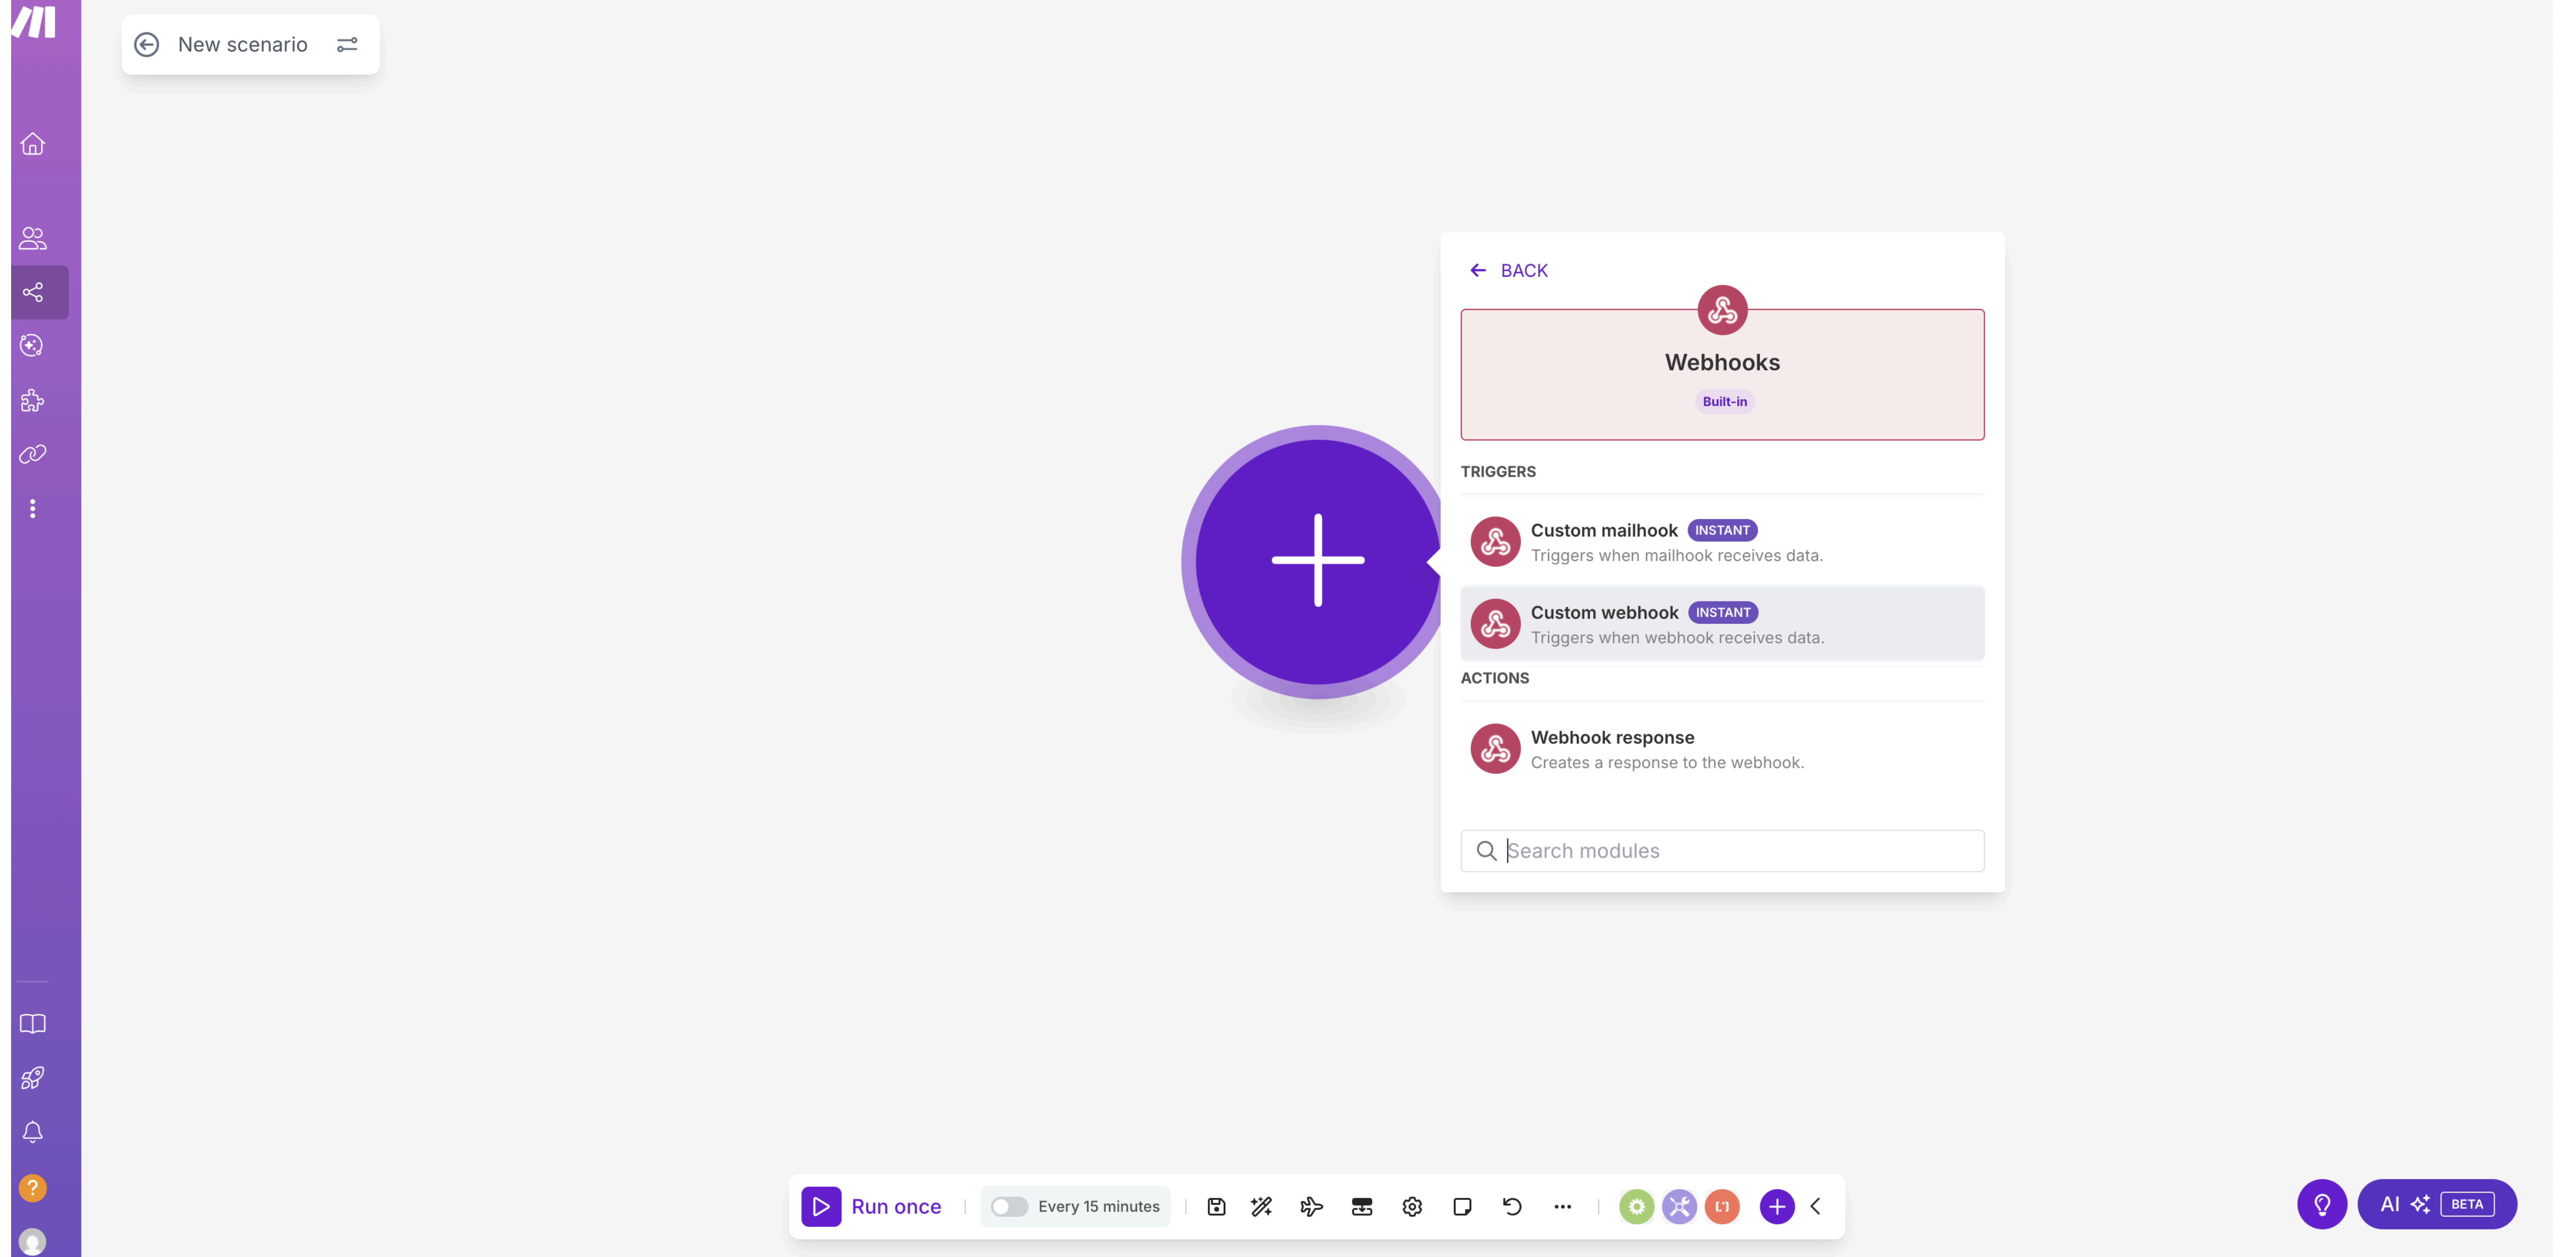 New scenario
BACK
Webhooks
Built-in
TRIGGERS
Custom mailhook INSTANT
Triggers when mailhook receives data.
Custom webhook INSTANT
Triggers when webhook receives data.
ACTIONS
Webhook response
Creates a response to the webhook.
Search modules
?
Run once
Every 15 minutes
AI BETA